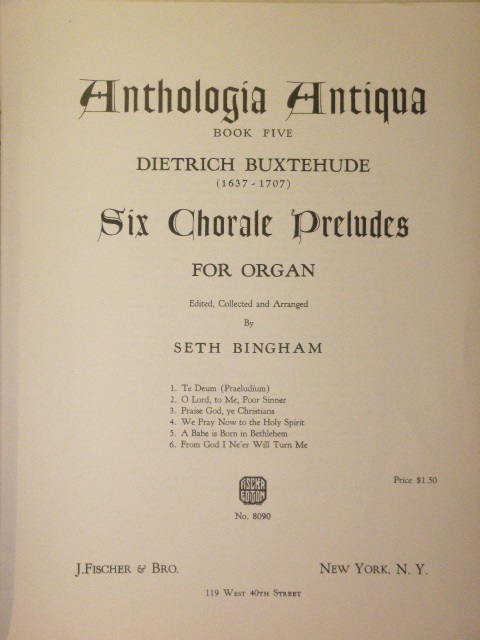 Anthologia Antiqua
BOOK FIVE
DIETRICH BUXTEHUDE
(1637-1707)
Six Chorale Preludes
FOR ORGAN
Edited, Collected and Arranged
By
SETH BINGHAM
1. Te Deum (Praeludium)
2. O Lord, to Me, Poor Sinner
3. Praise God, ye Christians
4. We Pray Now to the Holy Spirit
5. A Babe is Born in Bethlehem
6. From God I Ne'er Will Turn Me
FISCHER
EDITION
Price $1.50
No. 8090
J. FISCHER & BRO.
NEW YORK, N. Y.
119 WEST 40TH STREET